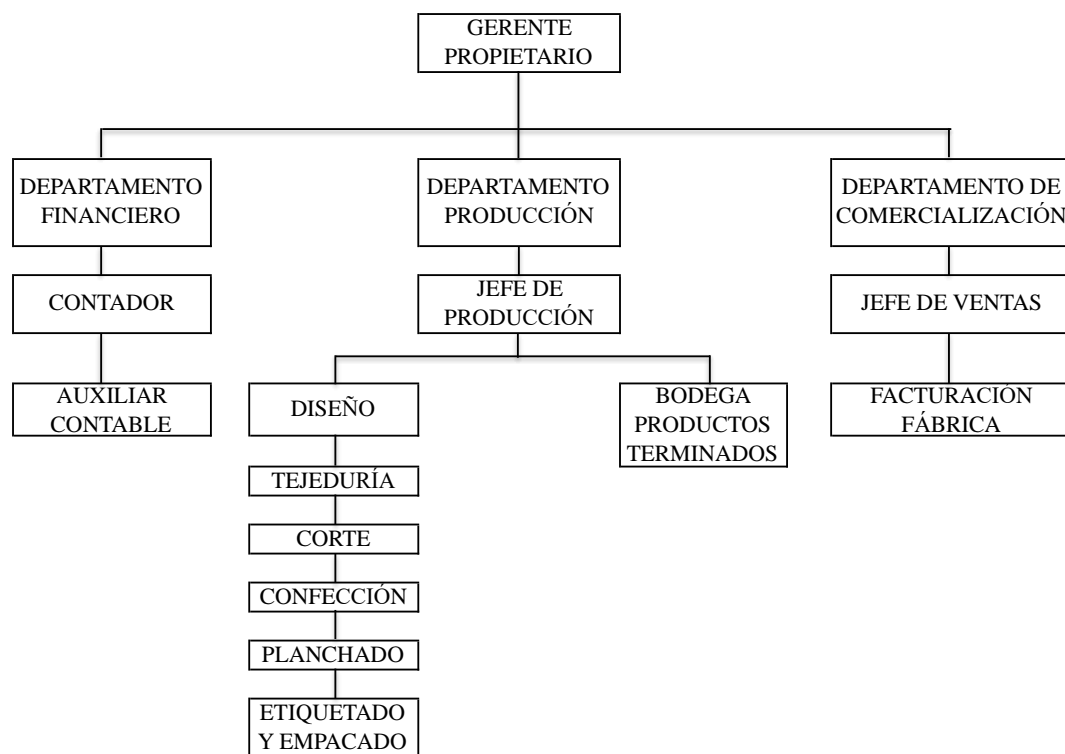 GERENTE
PROPIETARIO
DEPARTAMENTO
FINANCIERO
DEPARTAMENTO
PRODUCCIÓN
DEPARTAMENTO DE
COMERCIALIZACIÓN
CONTADOR
JEFE DE
PRODUCCIÓN
JEFE DE VENTAS
AUXILIAR
CONTABLE
DISEÑO
BODEGA
PRODUCTOS
TERMINADOS
FACTURACIÓN
FÁBRICA
TEJEDURÍA
CORTE
CONFECCIÓN
PLANCHADO
ETIQUETADO
Y EMPACADO